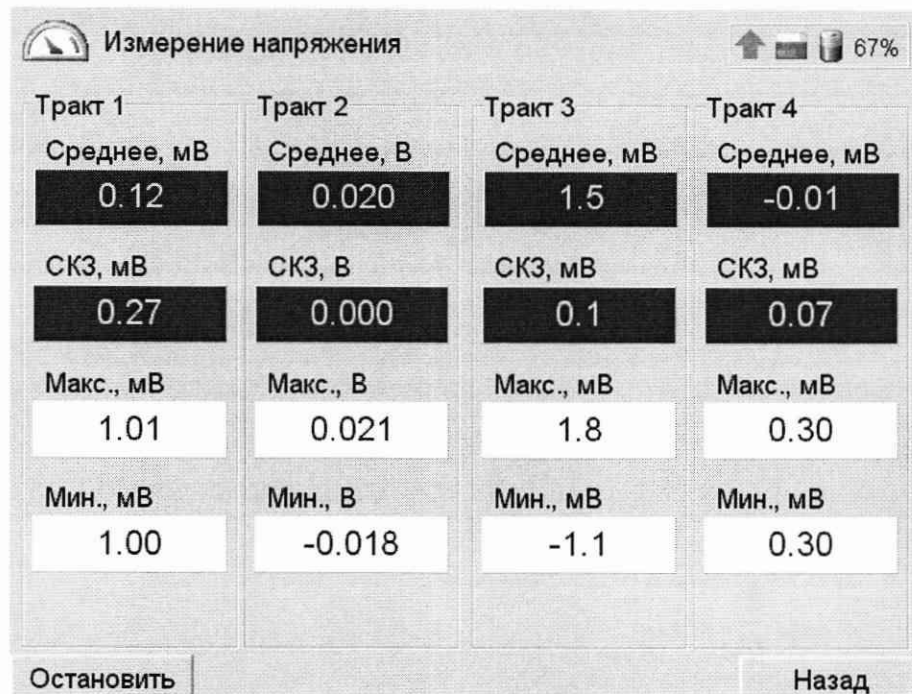 Измерение напряжения 67%
Тракт 1 Тракт 2 Тракт 3 Тракт 4
Среднее, мВ Среднее, В Среднее, мВ Среднее, мВ
0.12 0.020 1.5 -0.01
СКЗ, мВ СКЗ, В СКЗ, мВ СКЗ, мВ
0.27 0.000 0.1 0.07
Макс., мВ Макс., В Макс., мВ Макс., мВ
1.01 0.021 1.8 0.30
Мин., мВ Мин., В Мин., мВ Мин., мВ
1.00 -0.018 -1.1 0.30
Остановить Назад